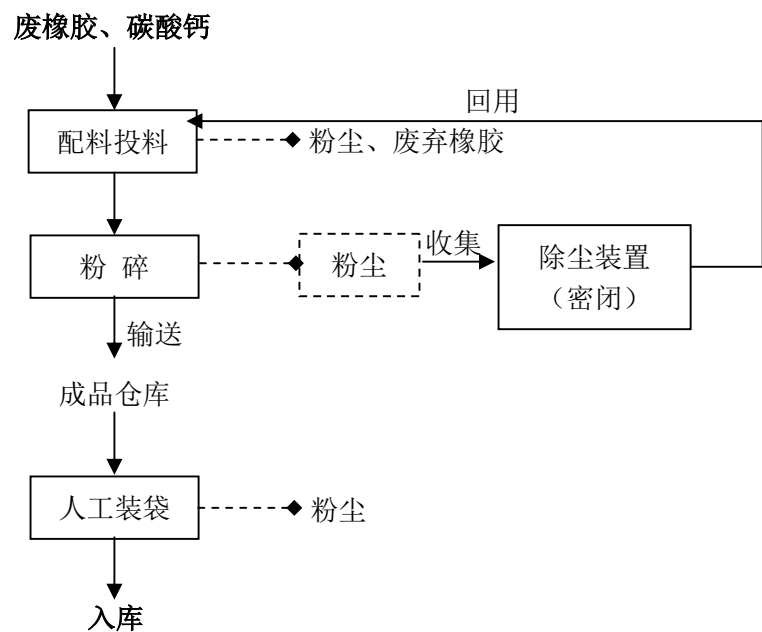 废橡胶、碳酸钙
回用
配料投料
粉尘、废弃橡胶
粉 碎
粉尘
收集
除尘装置
（密闭）
输送
成品仓库
人工装袋
粉尘
入库